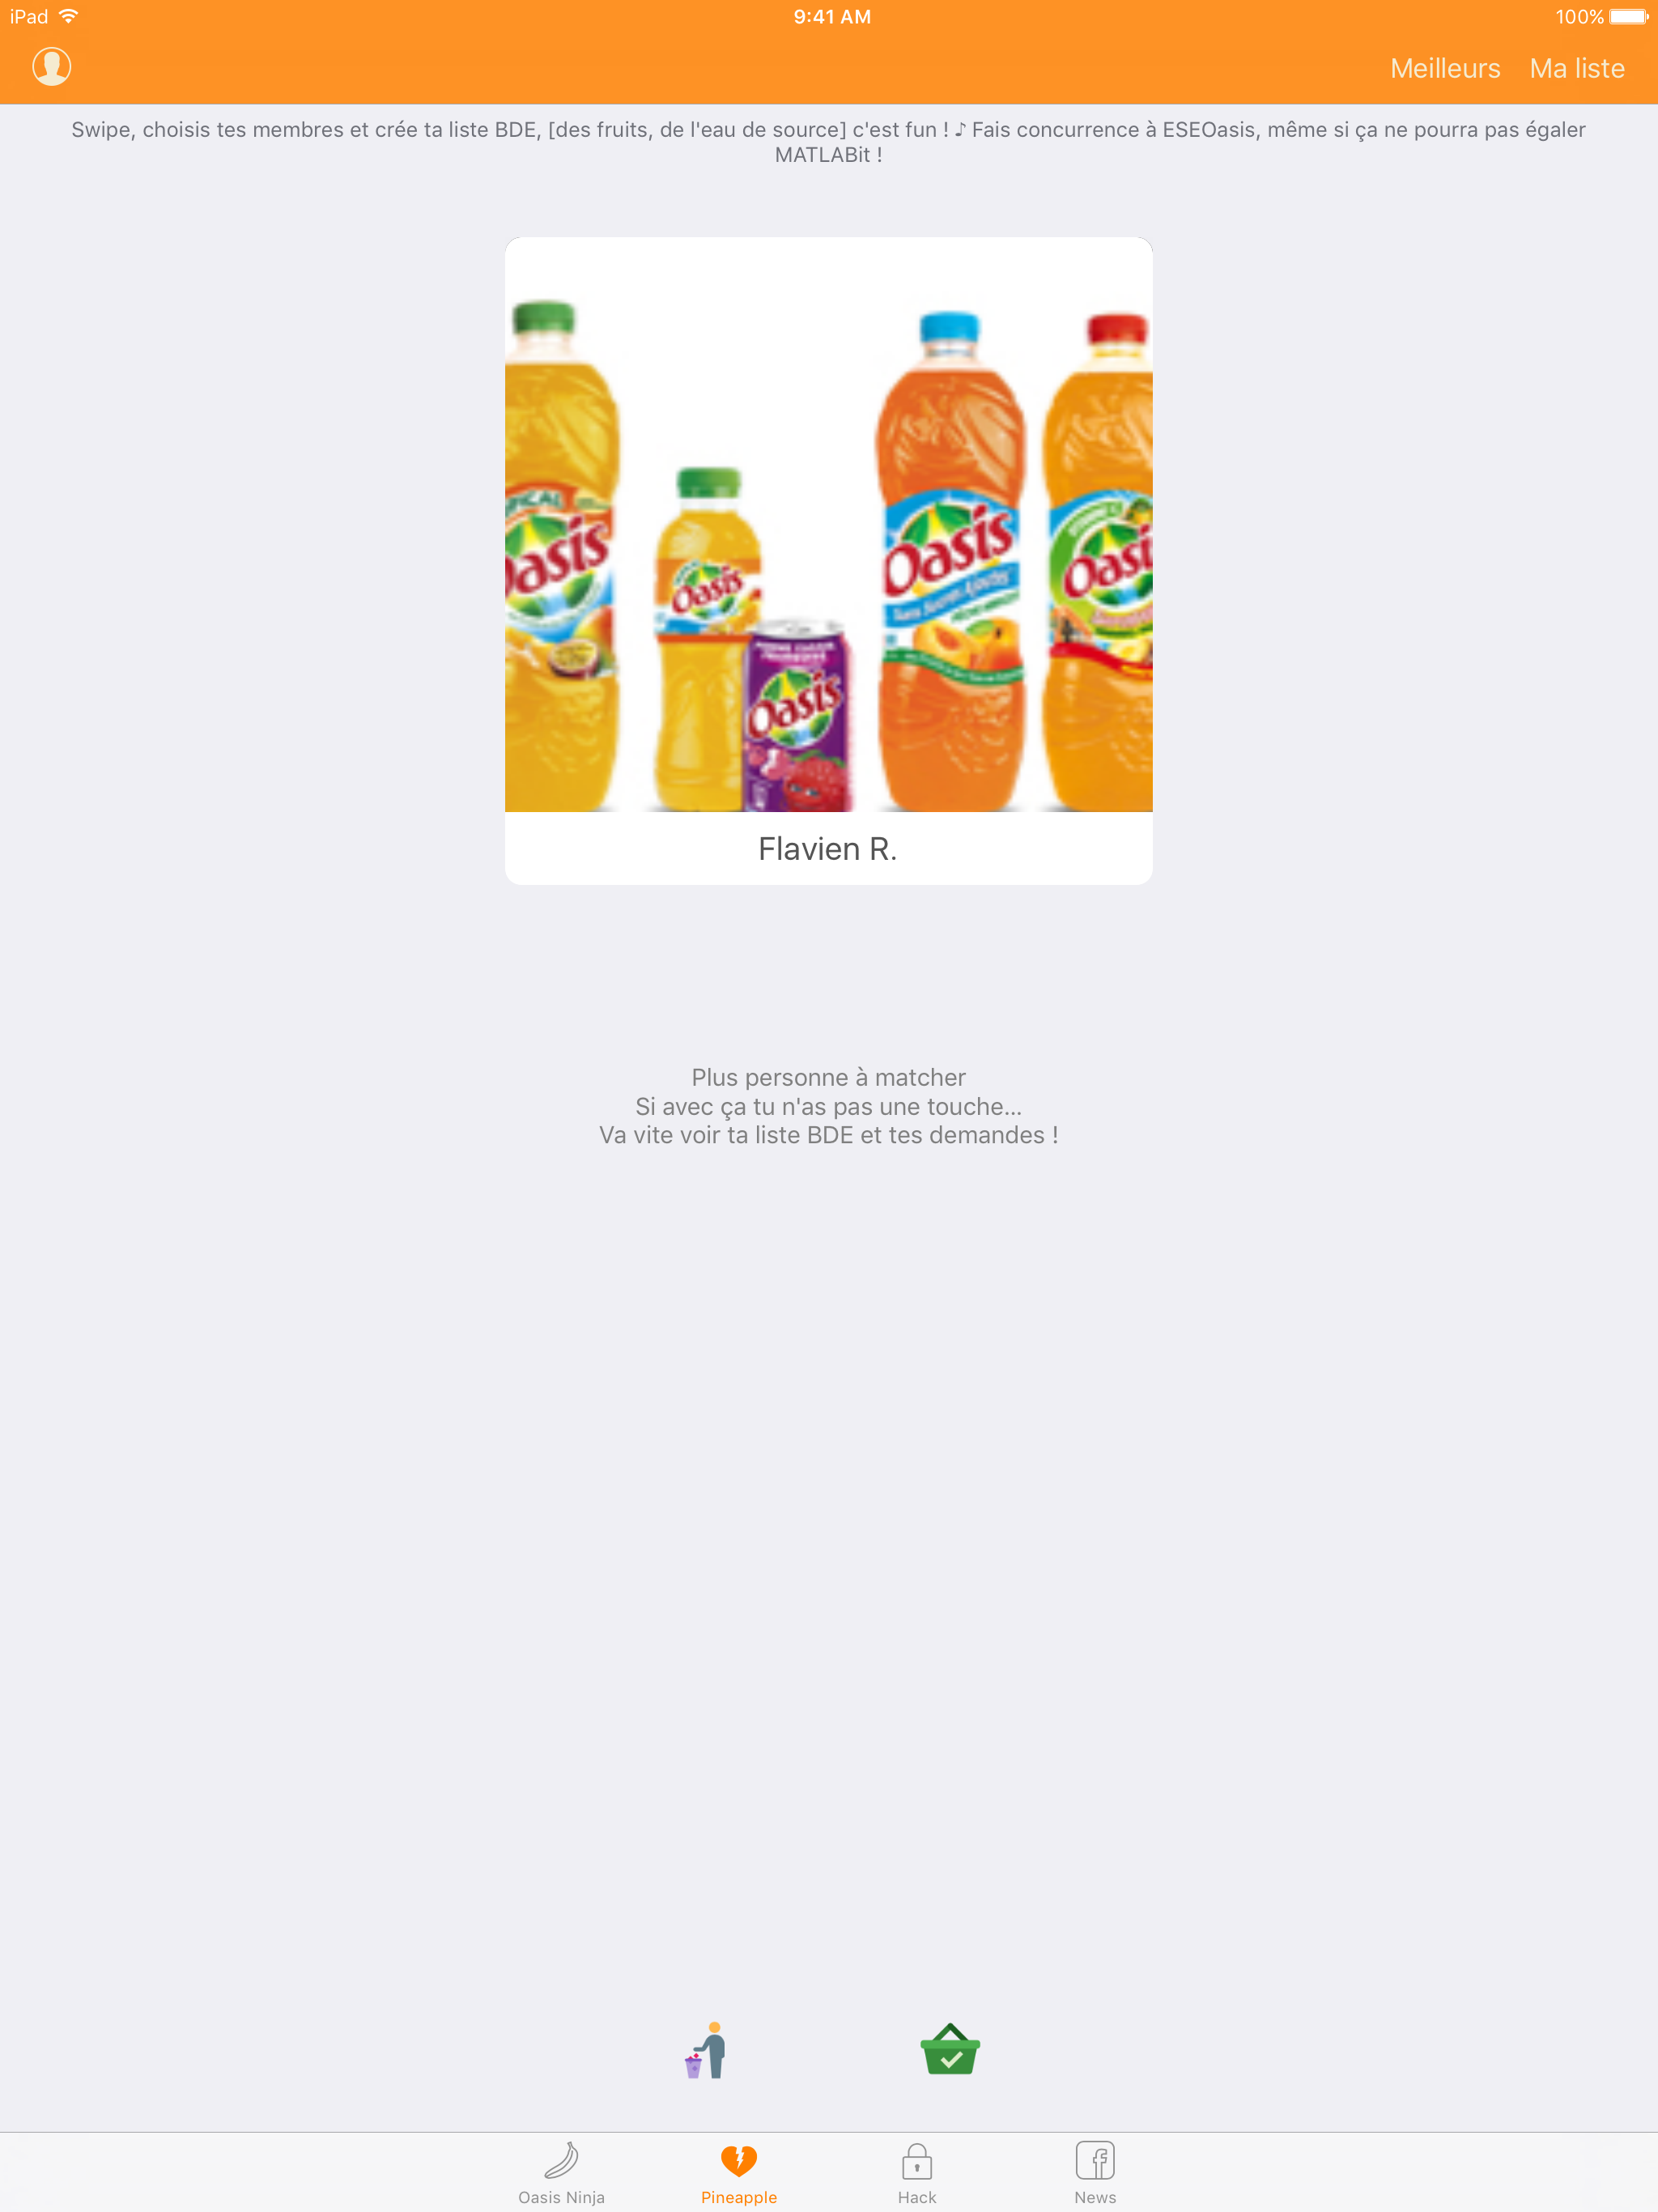 iPad 9:41 AM 100%
Meilleurs Ma liste
Swipe, choisis tes membres et crée ta liste BDE, [des fruits, de l'eau de source] c'est fun ! ♪ Fais concurrence à ESEOasis, même si ça ne pourra pas égaler
MATLABit !
Oasis
Oasis
Oasis
Oasis
Sans Sucres Ajoutés
Flavien R.
Plus personne à matcher
Si avec ça tu n'as pas une touche...
Va vite voir ta liste BDE et tes demandes !
Oasis Ninja Pineapple Hack News